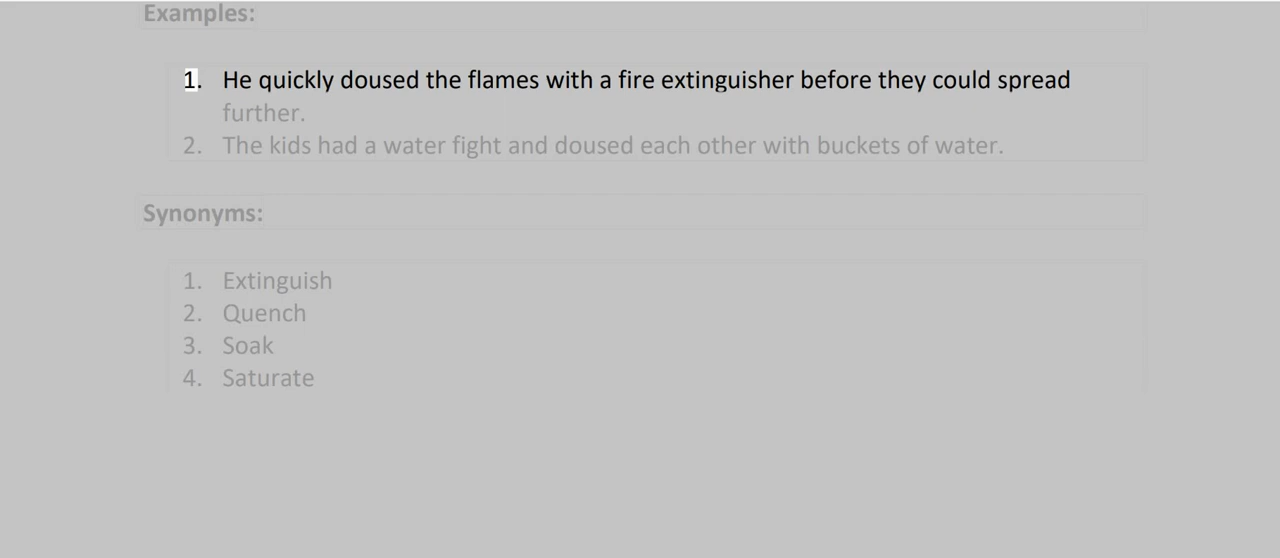 Examples:
1. He quickly doused the flames with a fire extinguisher before they could spread
further.
2. The kids had a water fight and doused each other with buckets of water.
Synonyms:
1. Extinguish
2. Quench
3. Soak
4. Saturate